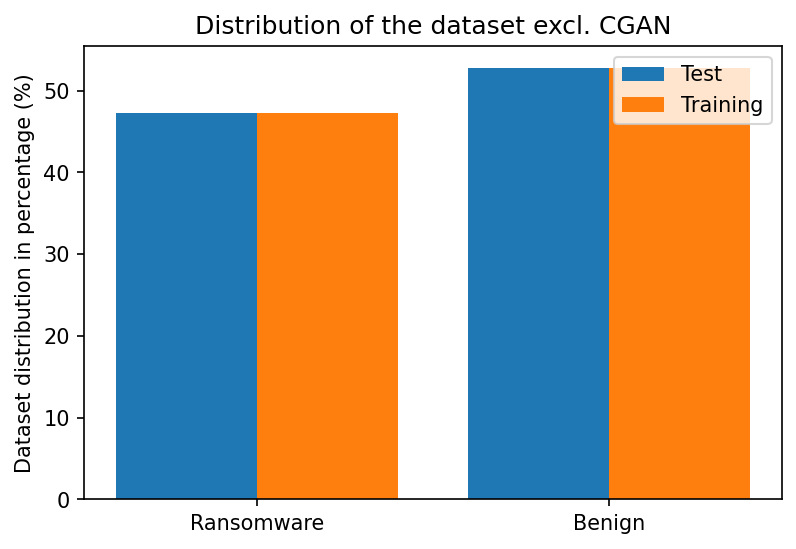 Distribution of the dataset excl. CGAN
Dataset distribution in percentage (%)
50
40
30
20
10
0
Test
Training
Ransomware
Benign